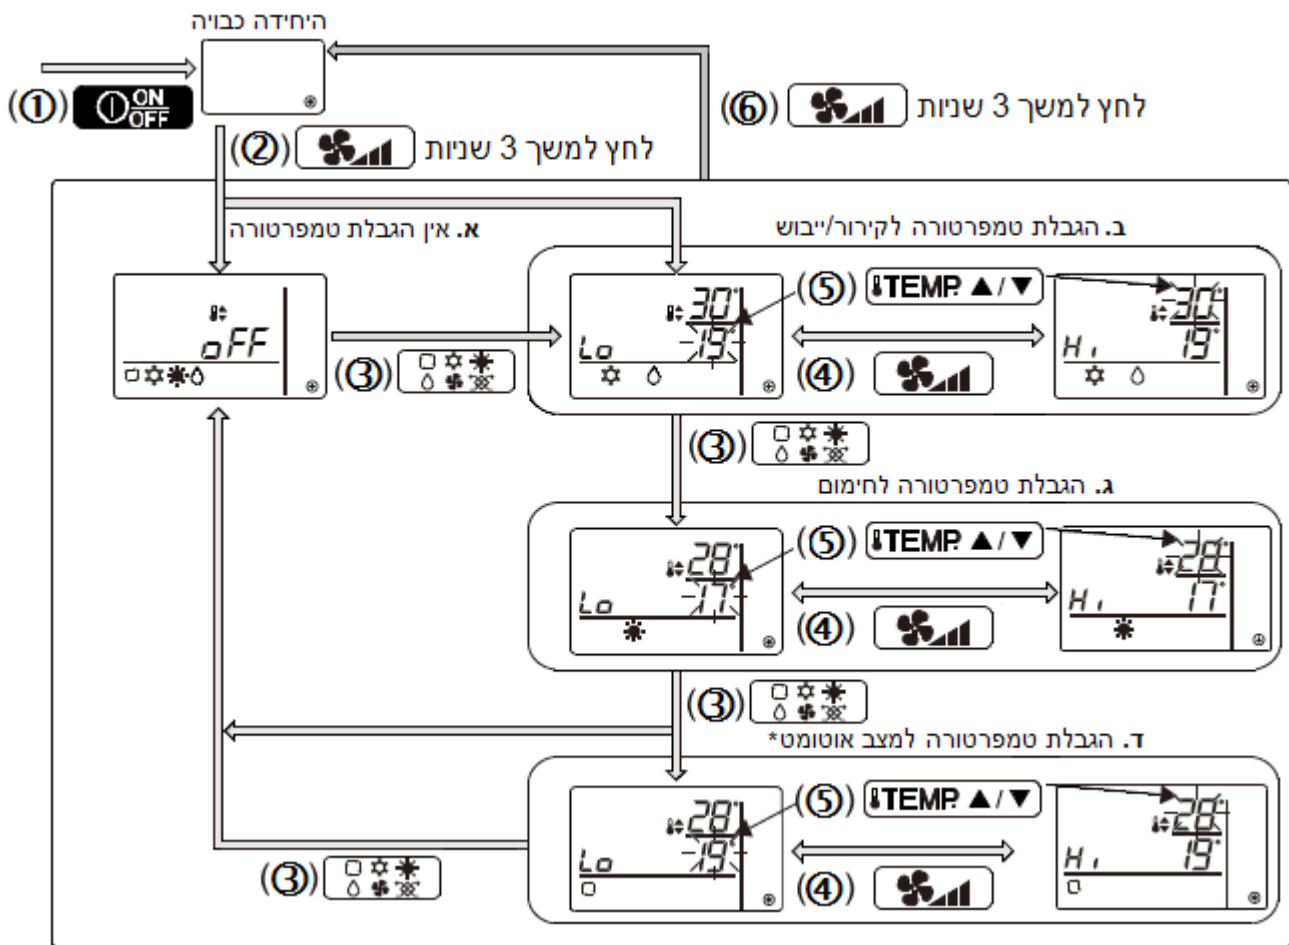 היחידה כבויה
(①) ON OFF
(②) לחץ למשך 3 שניות
(⑥) לחץ למשך 3 שניות
א. אין הגבלת טמפרטורה
oFF
(③)
ב. הגבלת טמפרטורה לקירור/ייבוש
30°
Lo 19°
(⑤) TEMP. ▲/▼
(④)
30°
Hi 19°
(③)
ג. הגבלת טמפרטורה לחימום
28°
Lo 17°
(⑤) TEMP. ▲/▼
(④)
28°
Hi 17°
(③)
ד. הגבלת טמפרטורה למצב אוטומט*
28°
Lo 19°
(⑤) TEMP. ▲/▼
(④)
28°
Hi 19°
(③)